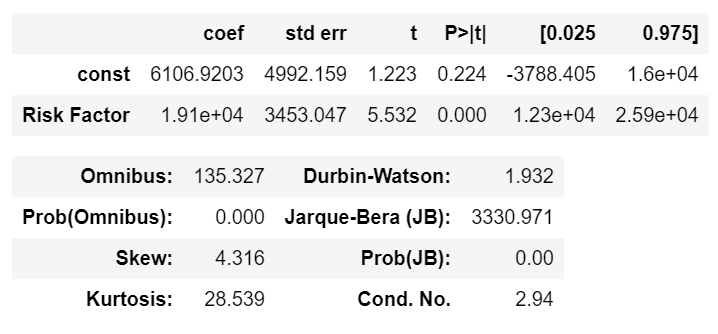 coef std err t P>|t| [0.025 0.975]
const 6106.9203 4992.159 1.223 0.224 -3788.405 1.6e+04
Risk Factor 1.91e+04 3453.047 5.532 0.000 1.23e+04 2.59e+04
Omnibus: 135.327 Durbin-Watson: 1.932
Prob(Omnibus): 0.000 Jarque-Bera (JB): 3330.971
Skew: 4.316 Prob(JB): 0.00
Kurtosis: 28.539 Cond. No. 2.94